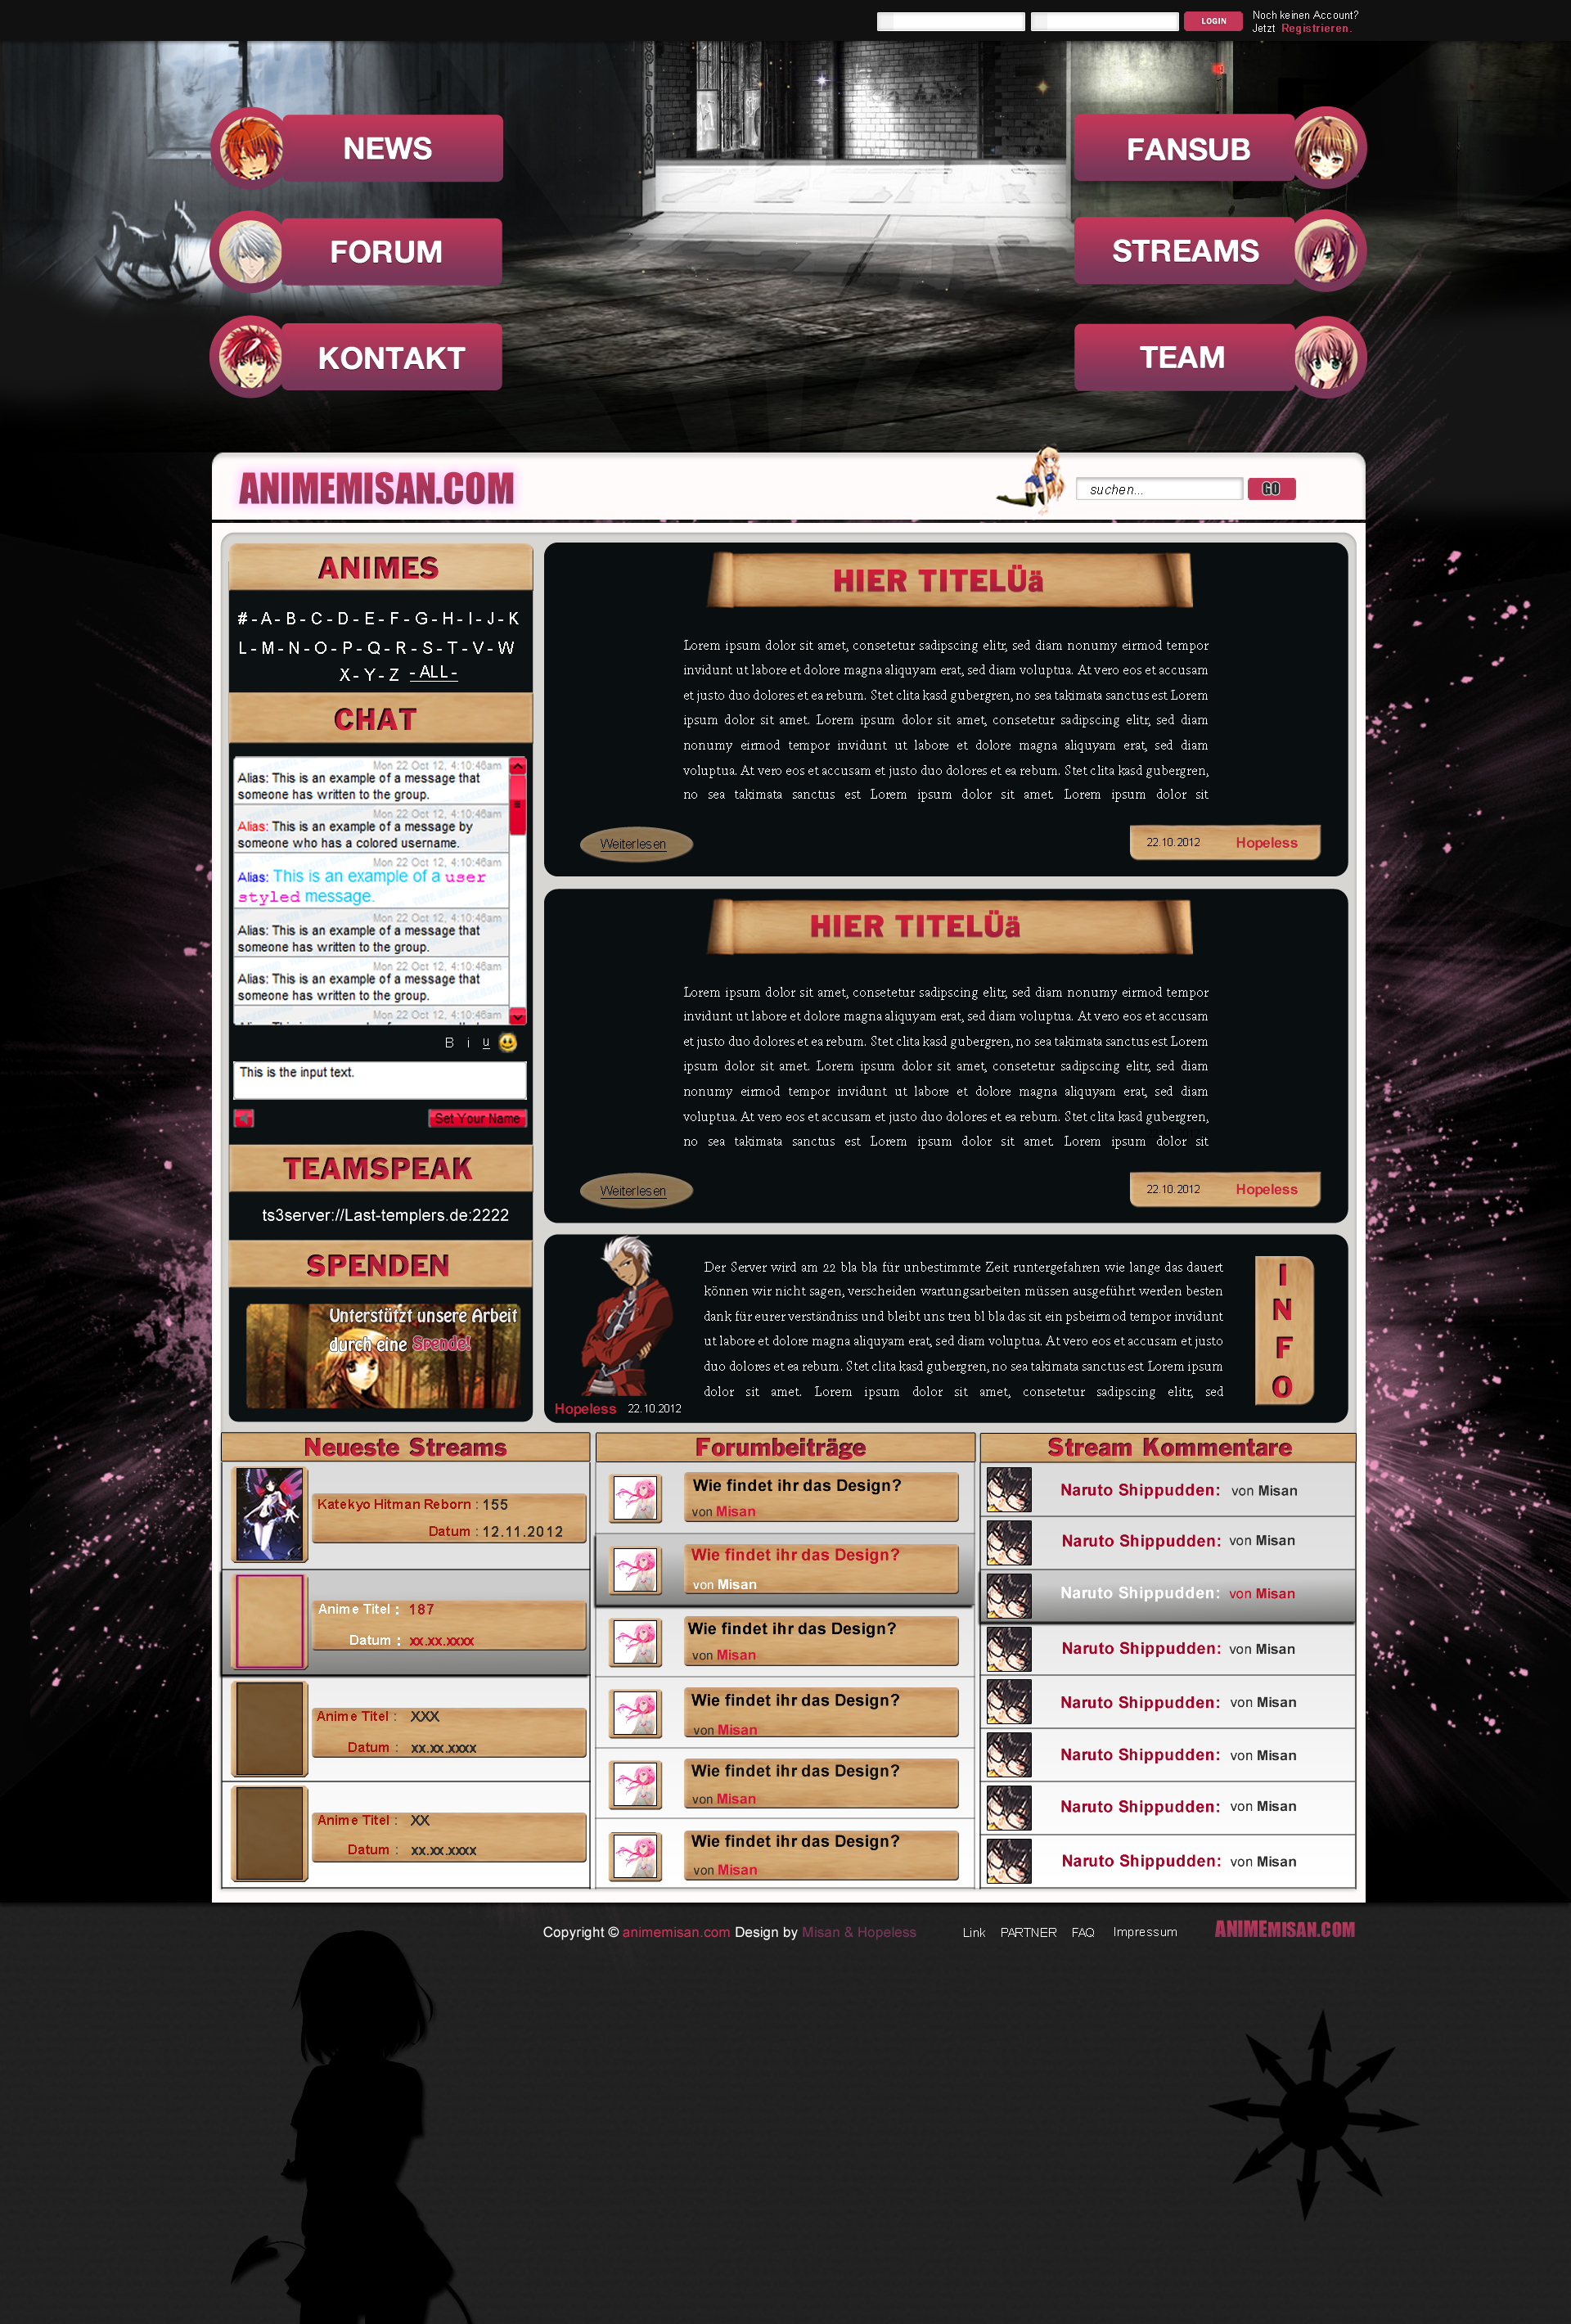 LOGIN
Noch keinen Account?
Jetzt Registrieren.
NEWS
FANSUB
FORUM
STREAMS
KONTAKT
TEAM
ANIMEMISAN.COM
suchen...
GO
ANIMES
# - A - B - C - D - E - F - G - H - I - J - K
L - M - N - O - P - Q - R - S - T - V - W
X - Y - Z - ALL -
CHAT
Mon 22 Oct 12, 4:10:46am
Alias: This is an example of a message that
someone has written to the group.
Mon 22 Oct 12, 4:10:46am
Alias: This is an example of a message by
someone who has a colored username.
Mon 22 Oct 12, 4:10:46am
Alias: This is an example of a user
styled message.
Mon 22 Oct 12, 4:10:46am
Alias: This is an example of a message that
someone has written to the group.
Mon 22 Oct 12, 4:10:46am
Alias: This is an example of a message that
someone has written to the group.
Mon 22 Oct 12, 4:10:46am
B i u
This is the input text.
Set Your Name
TEAMSPEAK
ts3server://Last-templers.de:2222
SPENDEN
Unterstützt unsere Arbeit
durch eine Spende!
HIER TITELÜä
Lorem ipsum dolor sit amet, consetetur sadipscing elitr, sed diam nonumy eirmod tempor
invidunt ut labore et dolore magna aliquyam erat, sed diam voluptua. At vero eos et accusam
et justo duo dolores et ea rebum. Stet clita kasd gubergren, no sea takimata sanctus est Lorem
ipsum dolor sit amet. Lorem ipsum dolor sit amet, consetetur sadipscing elitr, sed diam
nonumy eirmod tempor invidunt ut labore et dolore magna aliquyam erat, sed diam
voluptua. At vero eos et accusam et justo duo dolores et ea rebum. Stet clita kasd gubergren,
no sea takimata sanctus est Lorem ipsum dolor sit amet. Lorem ipsum dolor sit
Weiterlesen
22.10.2012 Hopeless
HIER TITELÜä
Lorem ipsum dolor sit amet, consetetur sadipscing elitr, sed diam nonumy eirmod tempor
invidunt ut labore et dolore magna aliquyam erat, sed diam voluptua. At vero eos et accusam
et justo duo dolores et ea rebum. Stet clita kasd gubergren, no sea takimata sanctus est Lorem
ipsum dolor sit amet. Lorem ipsum dolor sit amet, consetetur sadipscing elitr, sed diam
nonumy eirmod tempor invidunt ut labore et dolore magna aliquyam erat, sed diam
voluptua. At vero eos et accusam et justo duo dolores et ea rebum. Stet clita kasd gubergren,
no sea takimata sanctus est Lorem ipsum dolor sit amet. Lorem ipsum dolor sit
Weiterlesen
22.10.2012 Hopeless
Der Server wird am 22 bla bla für unbestimmte Zeit runtergefahren wie lange das dauert
können wir nicht sagen, verscheiden wartungsarbeiten müssen ausgeführt werden besten
dank für eurer verständniss und bleibt uns treu bl bla das sit ein psbeirmod tempor invidunt
ut labore et dolore magna aliquyam erat, sed diam voluptua. At vero eos et accusam et justo
duo dolores et ea rebum. Stet clita kasd gubergren, no sea takimata sanctus est Lorem ipsum
dolor sit amet. Lorem ipsum dolor sit amet, consetetur sadipscing elitr, sed
Hopeless 22.10.2012
I
N
F
O
Neueste Streams
Katekyo Hitman Reborn : 155
Datum : 12.11.2012
Anime Titel : 187
Datum : xx.xx.xxxx
Anime Titel : XXX
Datum : xx.xx.xxxx
Anime Titel : XX
Datum : xx.xx.xxxx
Forumbeiträge
Wie findet ihr das Design?
von Misan
Wie findet ihr das Design?
von Misan
Wie findet ihr das Design?
von Misan
Wie findet ihr das Design?
von Misan
Wie findet ihr das Design?
von Misan
Wie findet ihr das Design?
von Misan
Stream Kommentare
Naruto Shippudden: von Misan
Naruto Shippudden: von Misan
Naruto Shippudden: von Misan
Naruto Shippudden: von Misan
Naruto Shippudden: von Misan
Naruto Shippudden: von Misan
Naruto Shippudden: von Misan
Naruto Shippudden: von Misan
Copyright © animemisan.com Design by Misan & Hopeless
Link PARTNER FAQ Impressum
ANIMEMISAN.COM